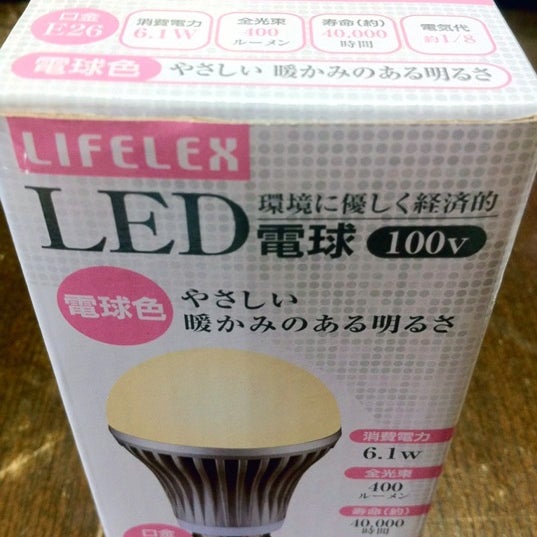 口金
E26
消費電力
6.1W
全光束
400
ルーメン
寿命(約)
40,000
時間
電気代
約1/8
電球色 やさしい 暖かみのある明るさ
LIFELEX
環境に優しく経済的
LED電球 100v
電球色
やさしい
暖かみのある明るさ
消費電力
6.1w
全光束
400
ルーメン
寿命(約)
40,000
時間
口金